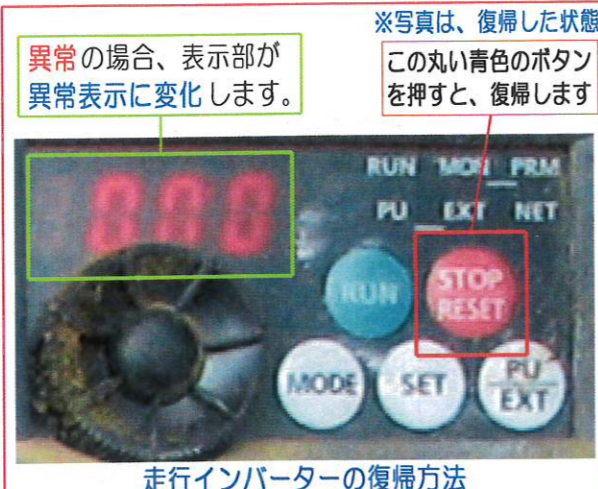 ※写真は、復帰した状態
異常の場合、表示部が
異常表示に変化します。
この丸い青色のボタン
を押すと、復帰します
000
RUN MON PRM
PU EXT NET
RUN
STOP
RESET
MODE
SET
PU
EXT
走行インバーターの復帰方法